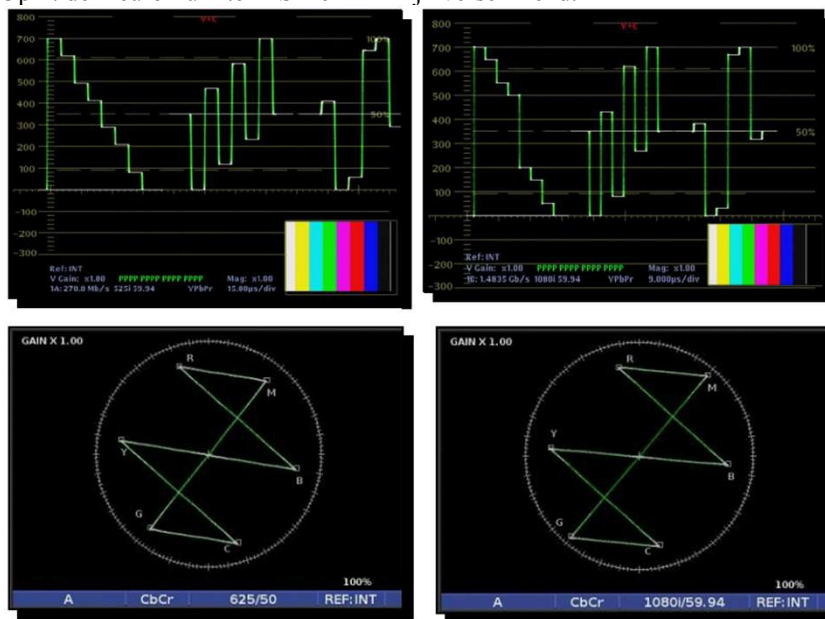 800
Y+C
700
100%
600
500
400
50%
300
200
100
-100
-200
-300
Ref: INT
V Gain: x1.00 PPPP PPPP PPPP PPPP Mag: x1.00
1A: 270.0 Mb/s 525i 59.94 YPbPr 15.00µs/div
800
Y+C
700
100%
600
500
400
50%
300
200
100
-100
-200
-300
Ref: INT
V Gain: x1.00 PPPP PPPP PPPP PPPP Mag: x1.00
1C: 1.4835 Gb/s 1080i 59.94 YPbPr 9.000µs/div
GAIN X 1.00
R
M
Y
B
G
C
100%
A CbCr 625/50 REF:INT
GAIN X 1.00
R
M
Y
B
G
C
100%
A CbCr 1080i/59.94 REF:INT